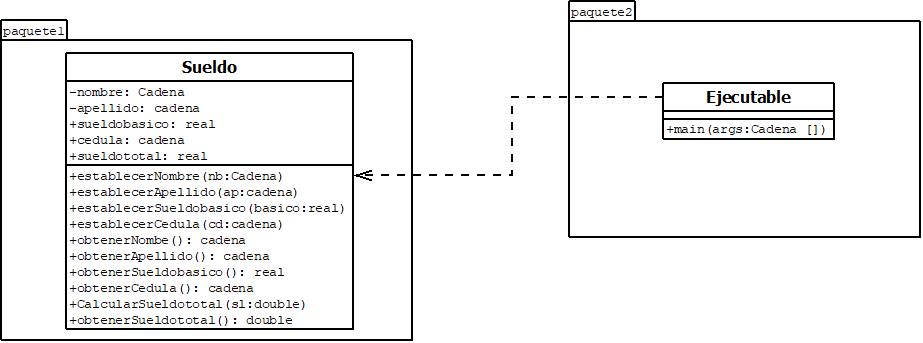 paquete1
Sueldo
-nombre: Cadena
-apellido: cadena
+sueldobasico: real
+cedula: cadena
+sueldototal: real
+establecerNombre(nb:Cadena)
+establecerApellido(ap:cadena)
+establecerSueldobasico(basico:real)
+establecerCedula(cd:cadena)
+obtenerNombe(): cadena
+obtenerApellido(): cadena
+obtenerSueldobasico(): real
+obtenerCedula(): cadena
+CalcularSueldototal(sl:double)
+obtenerSueldototal(): double
paquete2
Ejecutable
+main(args:Cadena [])